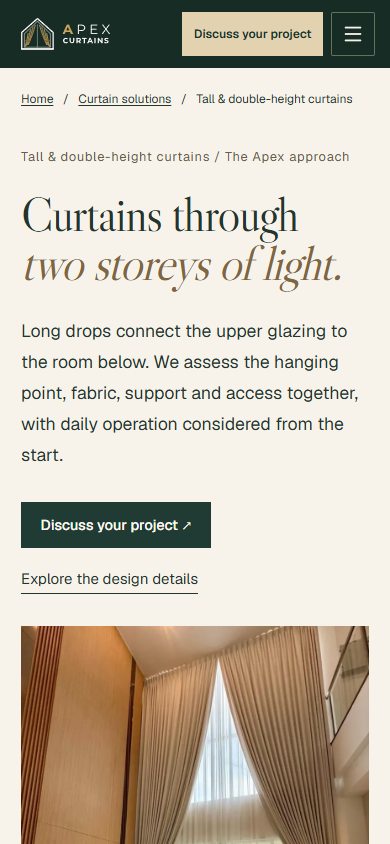 APEX
CURTAINS
Discuss your project
Home / Curtain solutions / Tall & double-height curtains
Tall & double-height curtains / The Apex approach
Curtains through
two storeys of light.
Long drops connect the upper glazing to
the room below. We assess the hanging
point, fabric, support and access together,
with daily operation considered from the
start.
Discuss your project ↗
Explore the design details